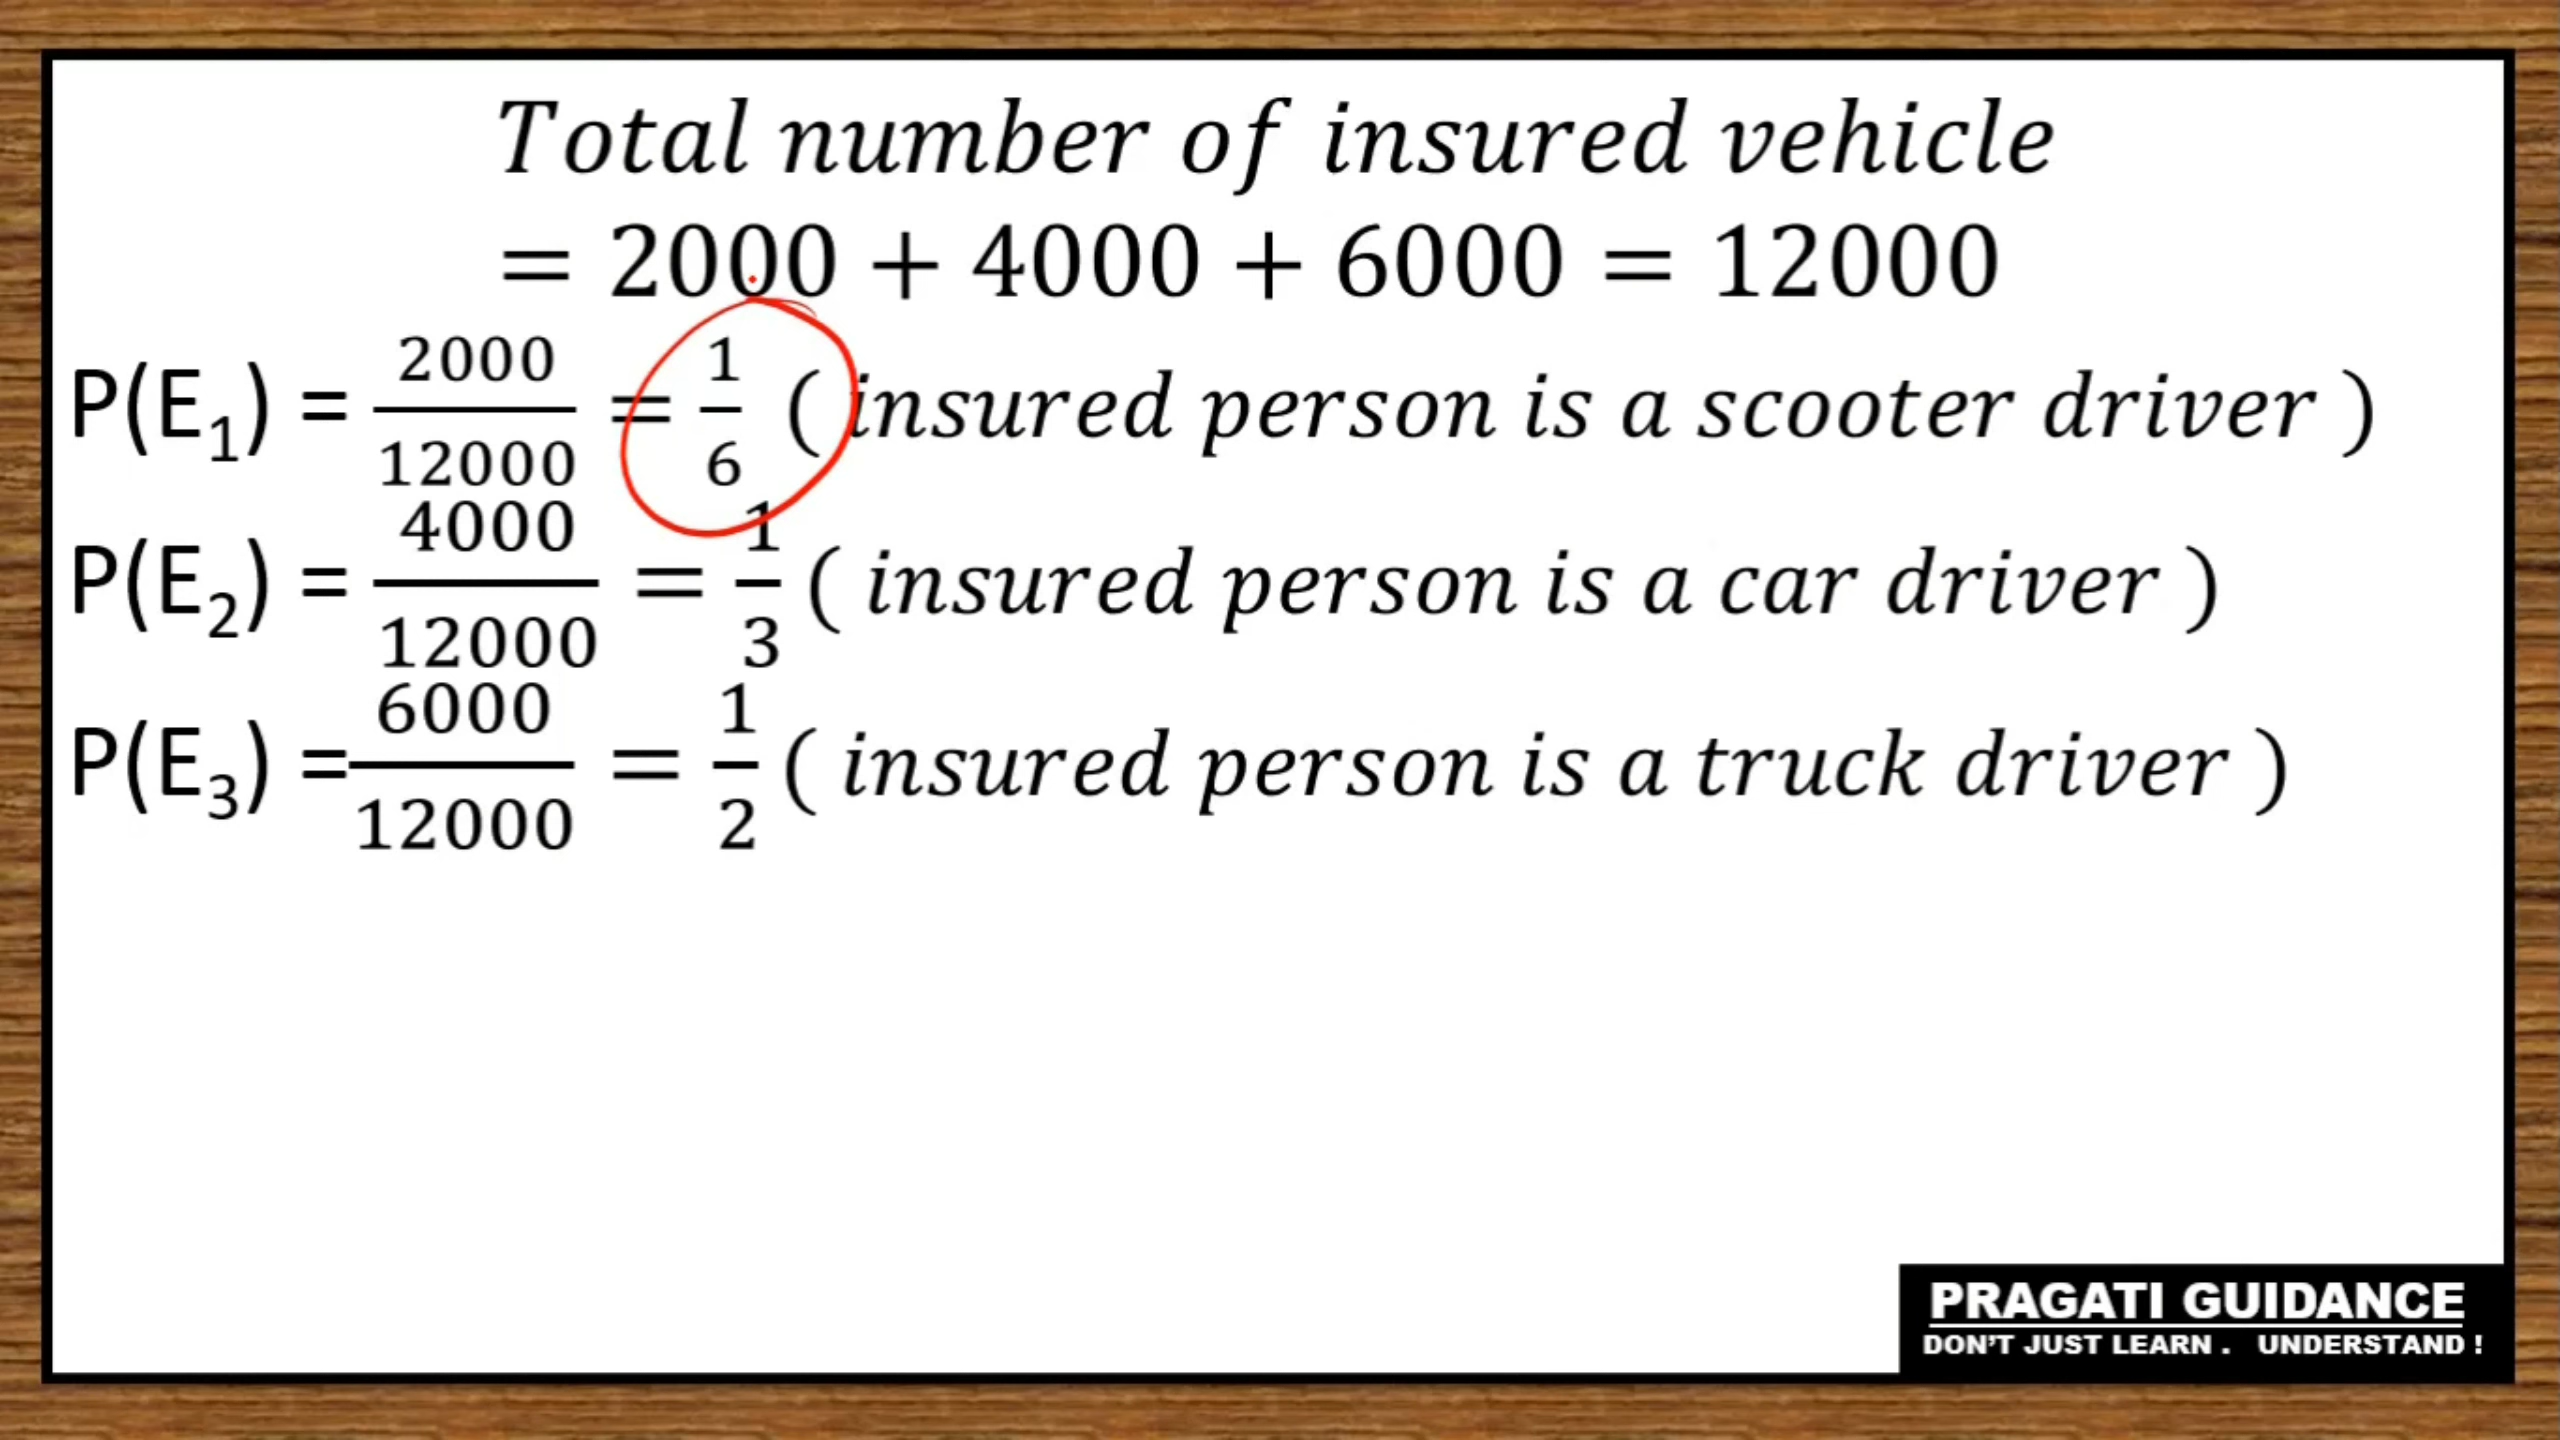 Total number of insured vehicle
= 2000 + 4000 + 6000 = 12000
P(E₁) = 2000/12000 = 1/6 ( insured person is a scooter driver )
P(E₂) = 4000/12000 = 1/3 ( insured person is a car driver )
P(E₃) = 6000/12000 = 1/2 ( insured person is a truck driver )
PRAGATI GUIDANCE
DON'T JUST LEARN . UNDERSTAND !